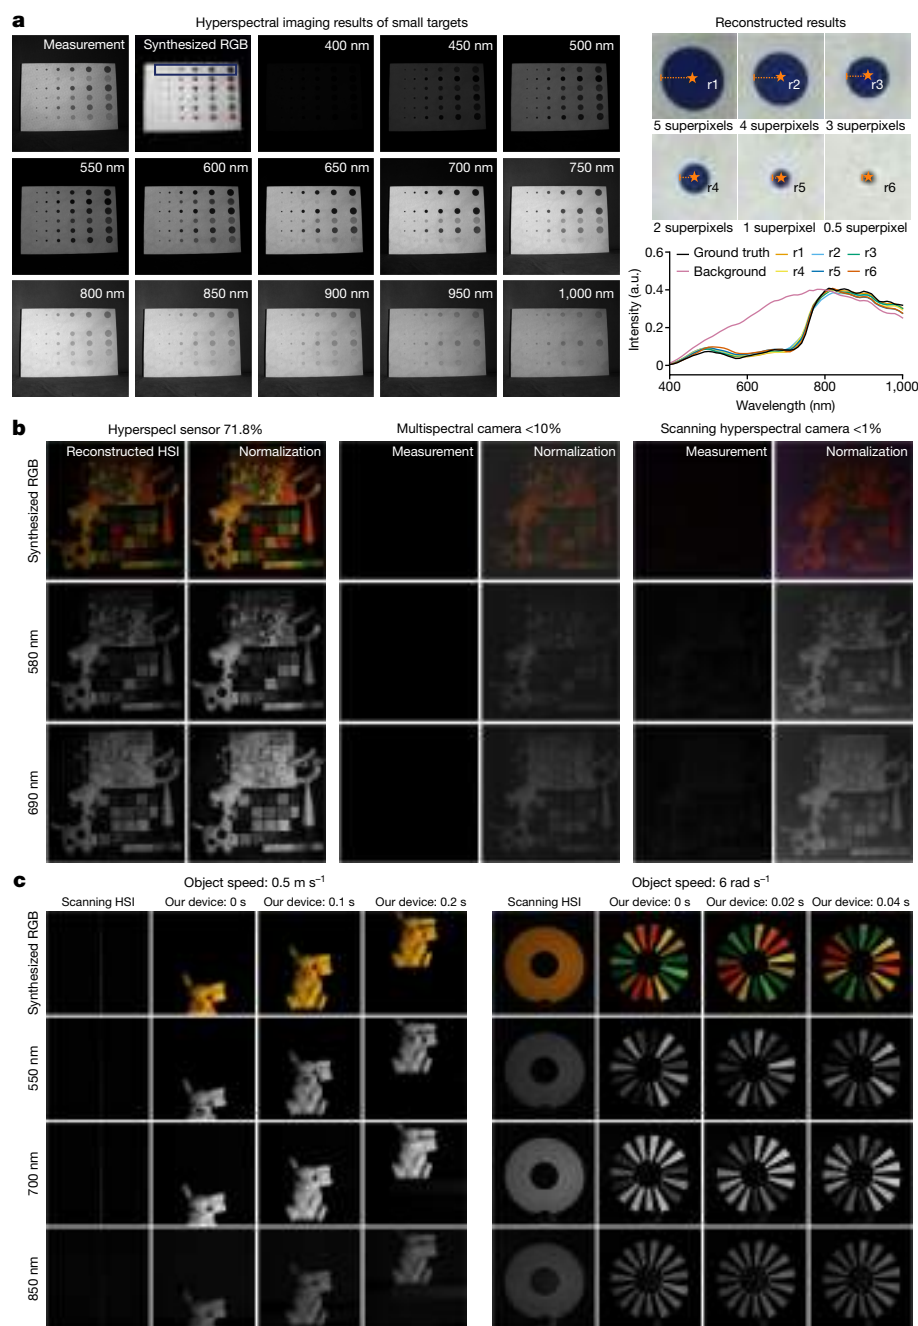 a
Hyperspectral imaging results of small targets
Measurement
Synthesized RGB
400 nm
450 nm
500 nm
550 nm
600 nm
650 nm
700 nm
750 nm
800 nm
850 nm
900 nm
950 nm
1,000 nm
Reconstructed results
r1
r2
r3
5 superpixels
4 superpixels
3 superpixels
r4
r5
r6
2 superpixels
1 superpixel
0.5 superpixel
Intensity (a.u.)
0.6
0.4
0.2
0
Ground truth
r1
r2
r3
Background
r4
r5
r6
400
600
800
1,000
Wavelength (nm)
b
Hyperspecl sensor 71.8%
Multispectral camera <10%
Scanning hyperspectral camera <1%
Reconstructed HSI
Normalization
Measurement
Normalization
Measurement
Normalization
Synthesized RGB
580 nm
690 nm
c
Object speed: 0.5 m s⁻¹
Object speed: 6 rad s⁻¹
Scanning HSI
Our device: 0 s
Our device: 0.1 s
Our device: 0.2 s
Scanning HSI
Our device: 0 s
Our device: 0.02 s
Our device: 0.04 s
Synthesized RGB
550 nm
700 nm
850 nm